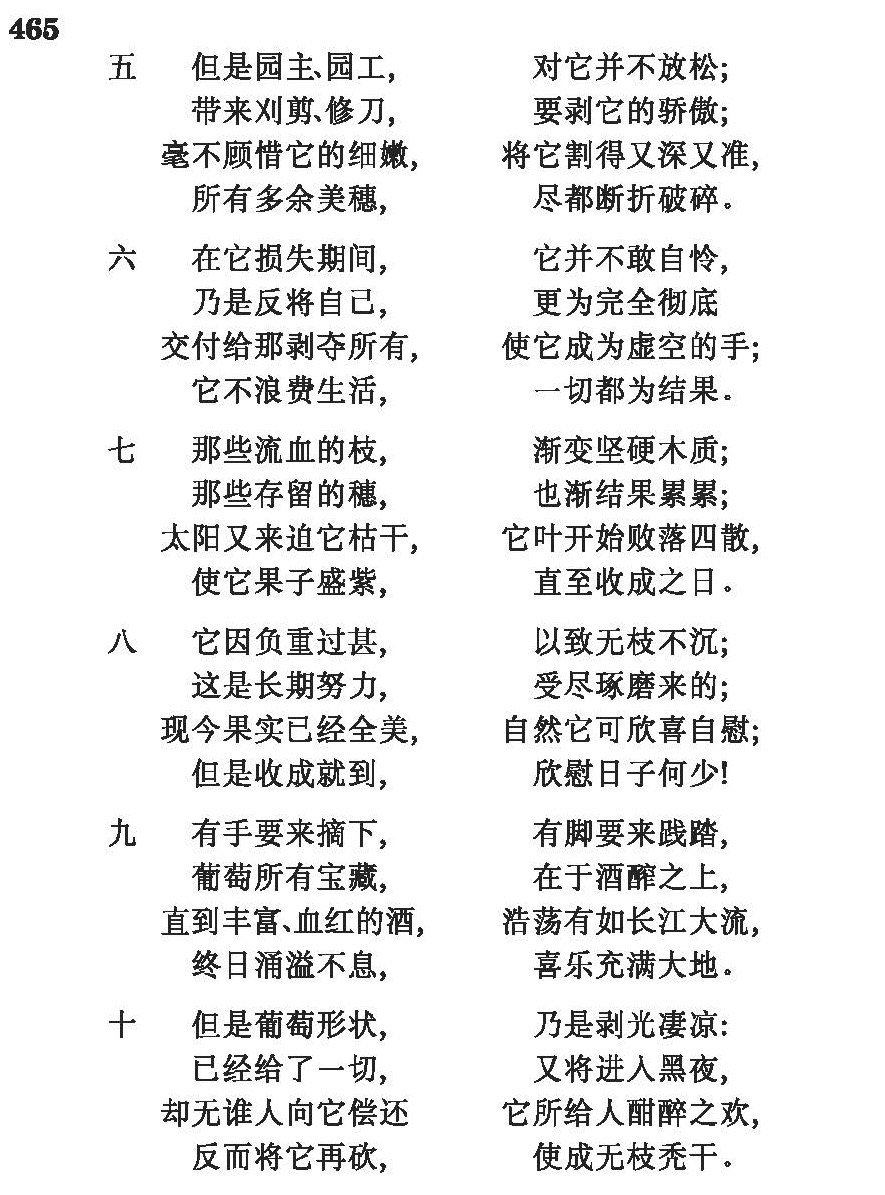 465
五 但是园主、园工， 对它并不放松；
带来刈剪、修刀， 要剥它的骄傲；
毫不顾惜它的细嫩， 将它割得又深又准，
所有多余美穗， 尽都断折破碎。
六 在它损失期间， 它并不敢自怜，
乃是反将自己， 更为完全彻底
交付给那剥夺所有， 使它成为虚空的手；
它不浪费生活， 一切都为结果。
七 那些流血的枝， 渐变坚硬木质；
那些存留的穗， 也渐结果累累；
太阳又来迫它枯干， 它叶开始败落四散，
使它果子盛紫， 直至收成之日。
八 它因负重过甚， 以致无枝不沉；
这是长期努力， 受尽琢磨来的；
现今果实已经全美， 自然它可欣喜自慰；
但是收成就到， 欣慰日子何少！
九 有手要来摘下， 有脚要来践踏，
葡萄所有宝藏， 在于酒醡之上，
直到丰富、血红的酒， 浩荡有如长江大流，
终日涌溢不息， 喜乐充满大地。
十 但是葡萄形状， 乃是剥光凄凉：
已经给了一切， 又将进入黑夜，
却无谁人向它偿还 它所给人酣醉之欢，
反而将它再砍， 使成无枝秃干。